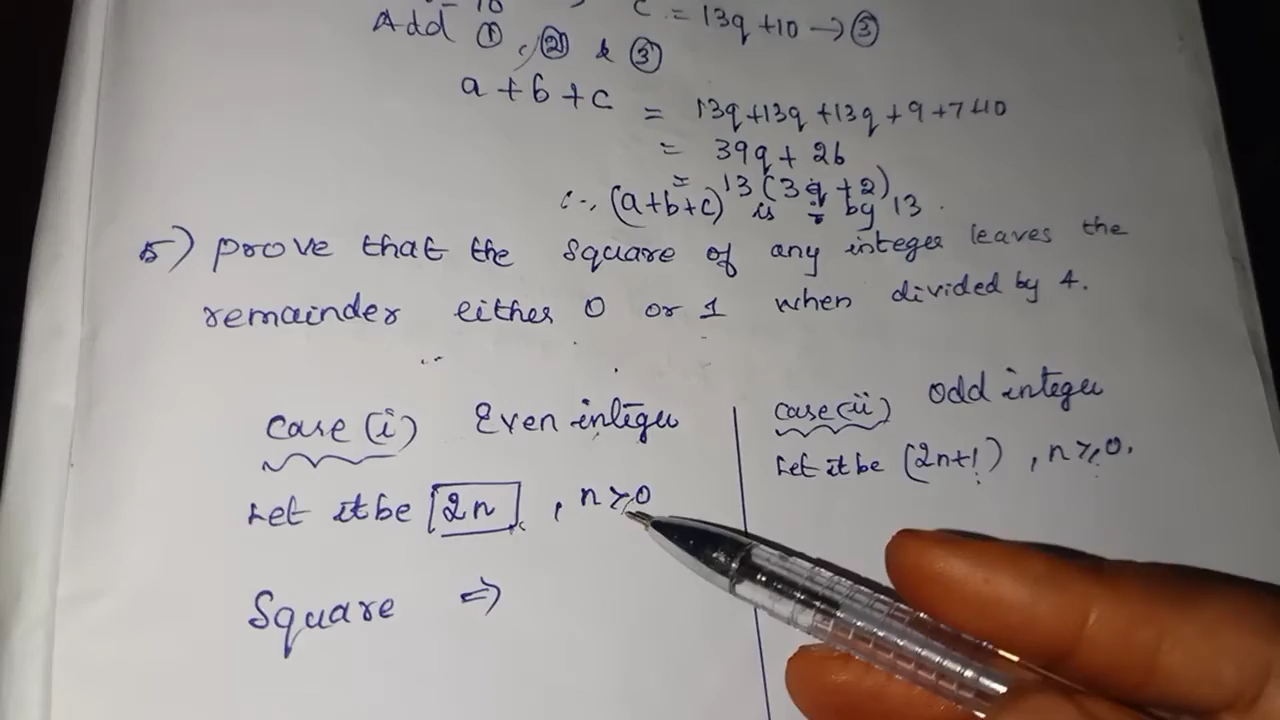 C = 13q + 10 → ③
Add ①, ② & ③
a + b + c = 13q + 13q + 13q + 9 + 7 + 10
= 39q + 26
= 13 (3q + 2)
∴ (a+b+c) is ÷ by 13.
5) prove that the square of any integer leaves the
remainder either 0 or 1 when divided by 4.
case (i) Even integer
Let it be 2n, n ≥ 0
Square ⇒
case (ii) Odd integer
Let it be (2n+1), n ≥ 0.